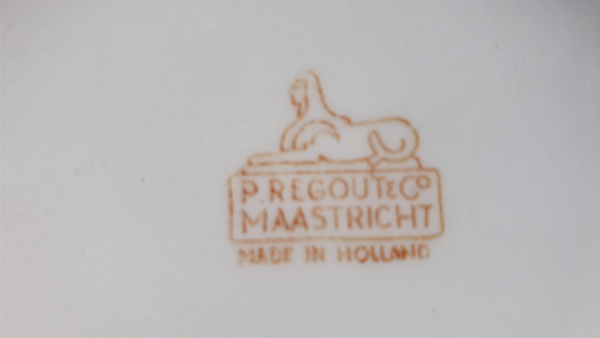 P. REGOUT & Co
MAASTRICHT
MADE IN HOLLAND